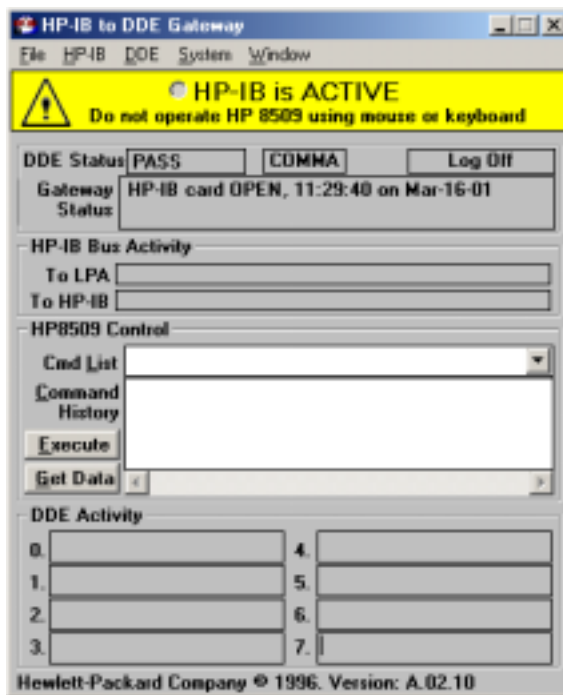 HP-IB to DDE Gateway
File HP-IB DDE System Window
HP-IB is ACTIVE
Do not operate HP 8509 using mouse or keyboard
DDE Status PASS COMMA Log Off
Gateway Status HP-IB card OPEN, 11:29:40 on Mar-16-01
HP-IB Bus Activity
To LPA
To HP-IB
HP8509 Control
Cmd List
Command
History
Execute
Get Data
DDE Activity
0. 4.
1. 5.
2. 6.
3. 7.
Hewlett-Packard Company © 1996. Version: A.02.10